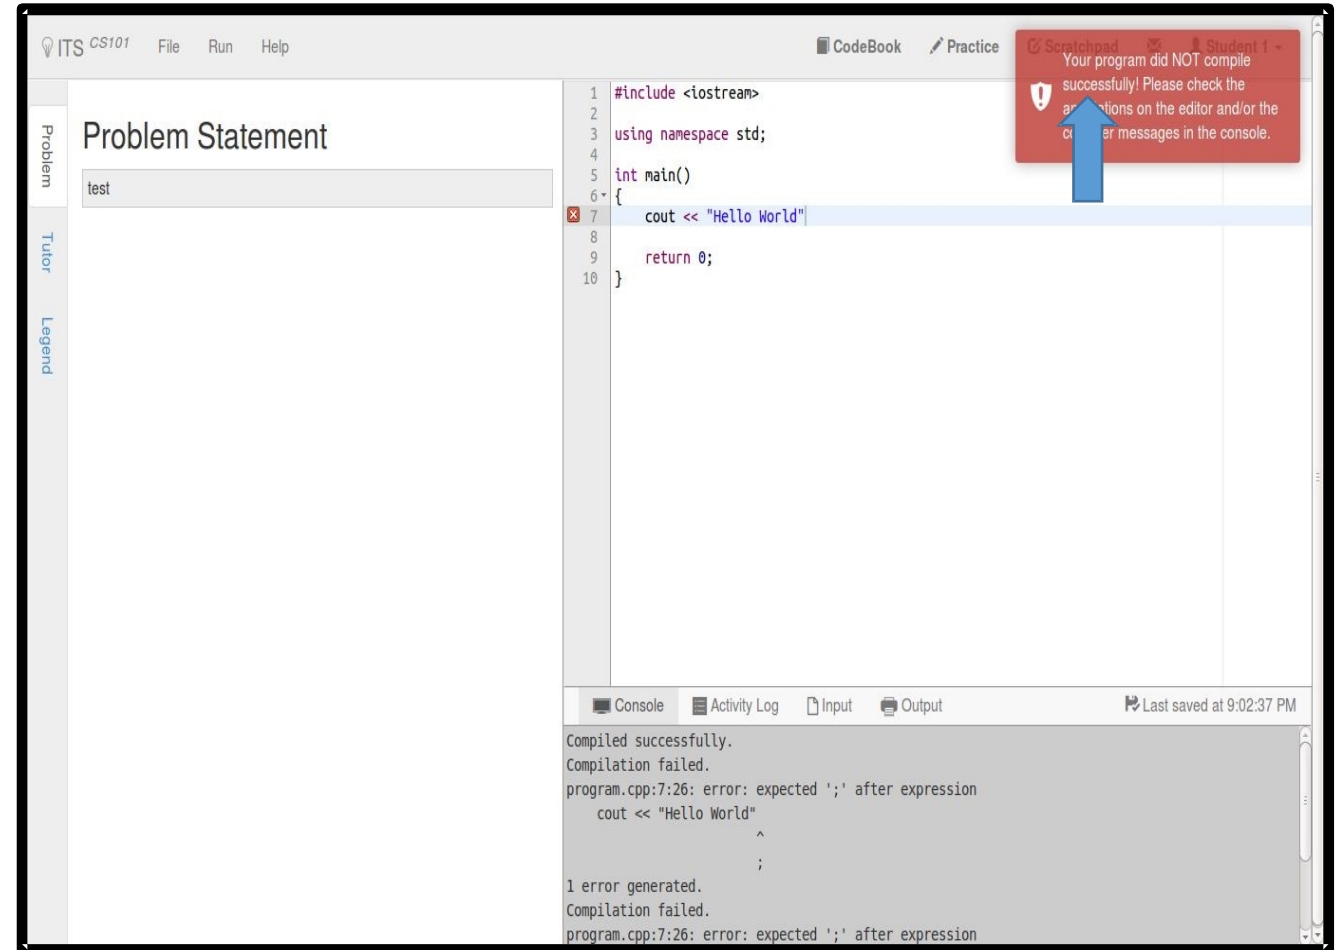 ITS CS101 File Run Help CodeBook Practice Scratchpad Student 1
Your program did NOT compile
successfully! Please check the
on the editor and/or the
messages in the console.
Problem
Tutor
Legend
Problem Statement
test
1 #include <iostream>
2
3 using namespace std;
4
5 int main()
6 {
7 cout << "Hello World"
8
9 return 0;
10 }
Console Activity Log Input Output Last saved at 9:02:37 PM
Compiled successfully.
Compilation failed.
program.cpp:7:26: error: expected ';' after expression
cout << "Hello World"
^
;
1 error generated.
Compilation failed.
program.cpp:7:26: error: expected ';' after expression